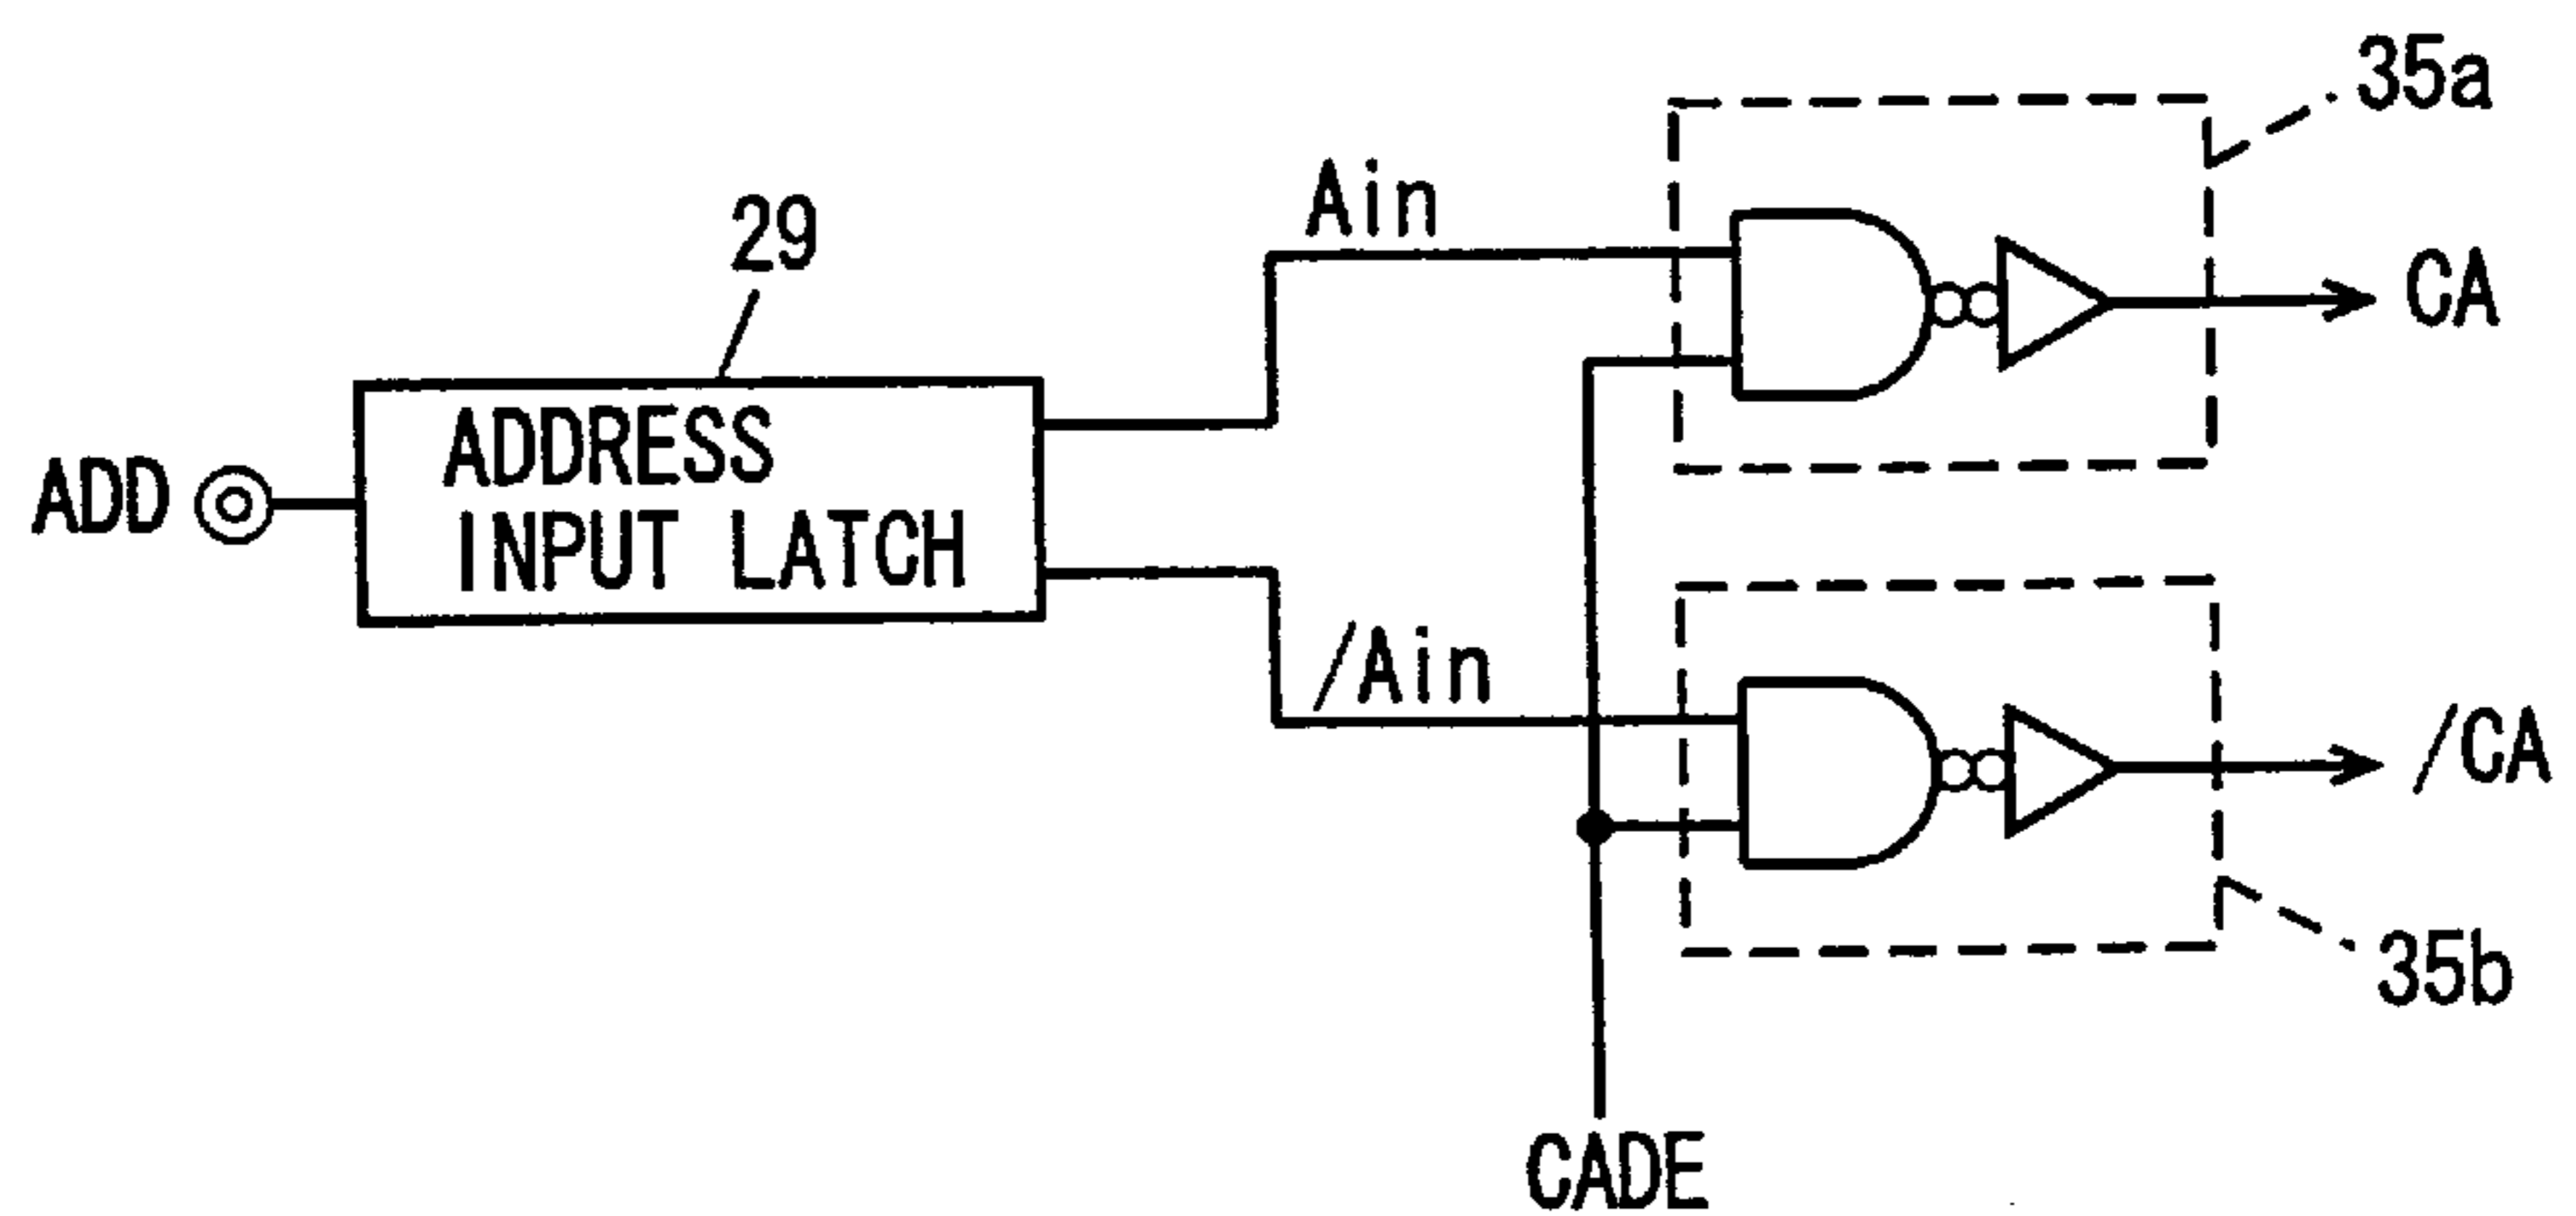 35a
Ain
29
CA
ADDRESS
ADD
INPUT LATCH
/Ain
/CA
35b
CADE